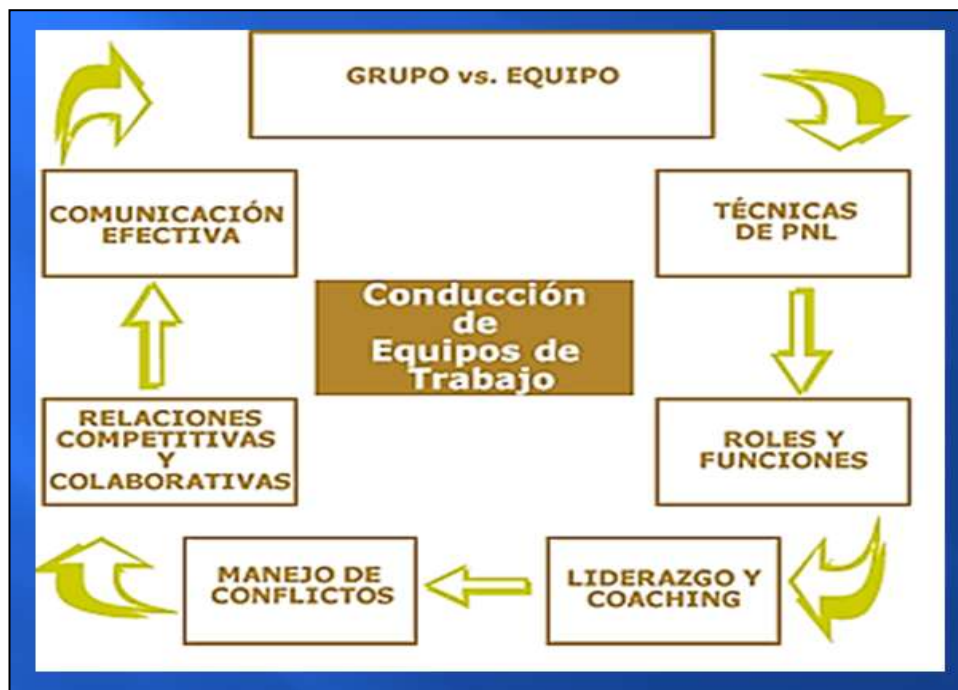 GRUPO vs. EQUIPO
TÉCNICAS
DE PNL
ROLES Y
FUNCIONES
LIDERAZGO Y
COACHING
MANEJO DE
CONFLICTOS
RELACIONES
COMPETITIVAS
Y
COLABORATIVAS
COMUNICACIÓN
EFECTIVA
Conducción
de
Equipos de
Trabajo